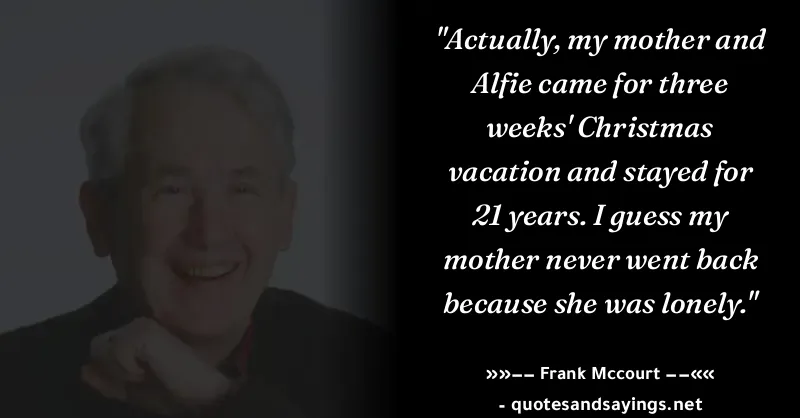 "Actually, my mother and
Alfie came for three
weeks' Christmas
vacation and stayed for
21 years. I guess my
mother never went back
because she was lonely."
»»–– Frank Mccourt ––««
- quotesandsayings.net